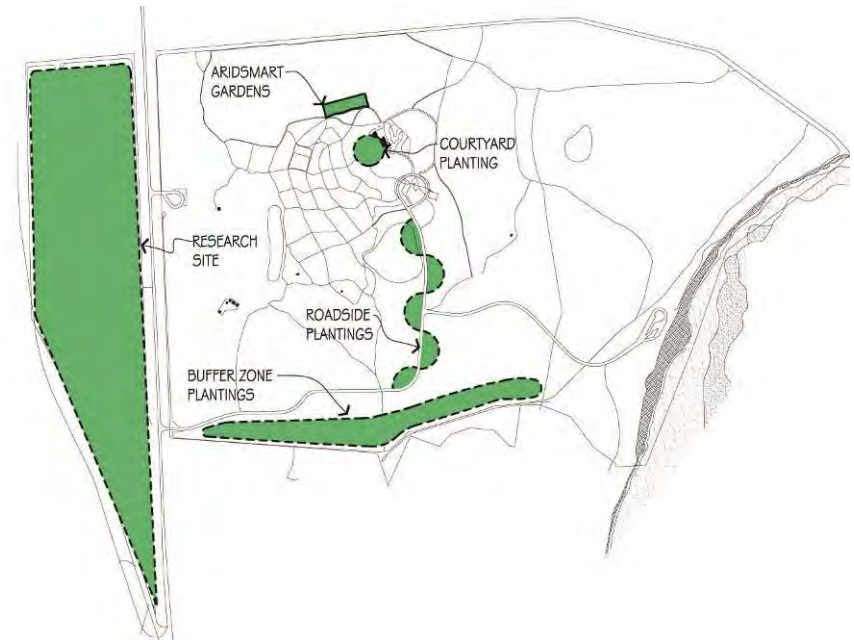 ARIDSMART
GARDENS
COURTYARD
PLANTING
RESEARCH
SITE
ROADSIDE
PLANTINGS
BUFFER ZONE
PLANTINGS